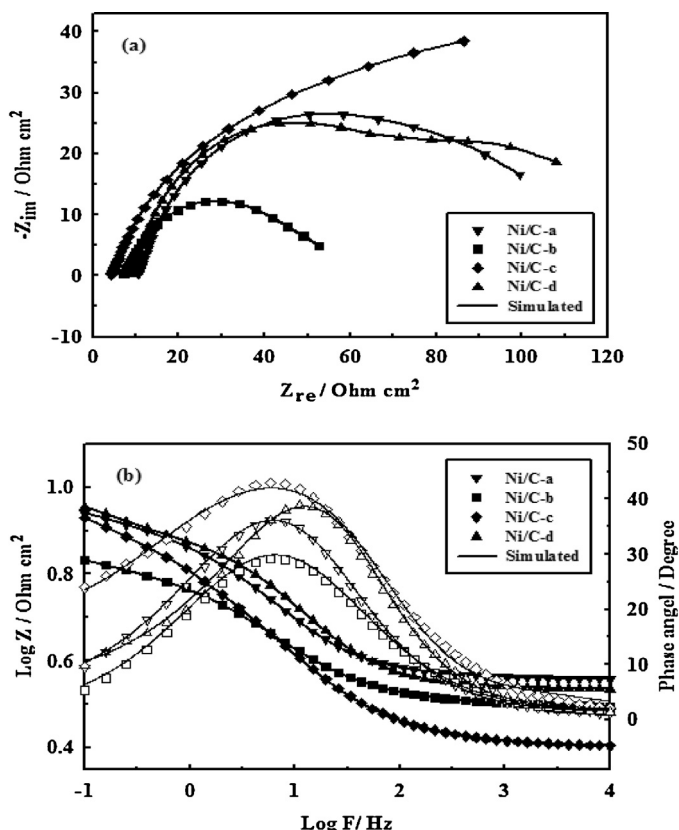 (a)
40
30
20
10
0
-10
-Zim / Ohm cm2
Ni/C-a
Ni/C-b
Ni/C-c
Ni/C-d
Simulated
0 20 40 60 80 100 120
Zre / Ohm cm2
(b)
1.0
0.8
0.6
0.4
Log Z / Ohm cm2
Ni/C-a
Ni/C-b
Ni/C-c
Ni/C-d
Simulated
50
40
30
20
10
0
Phase angel / Degree
-1 0 1 2 3 4
Log F/ Hz